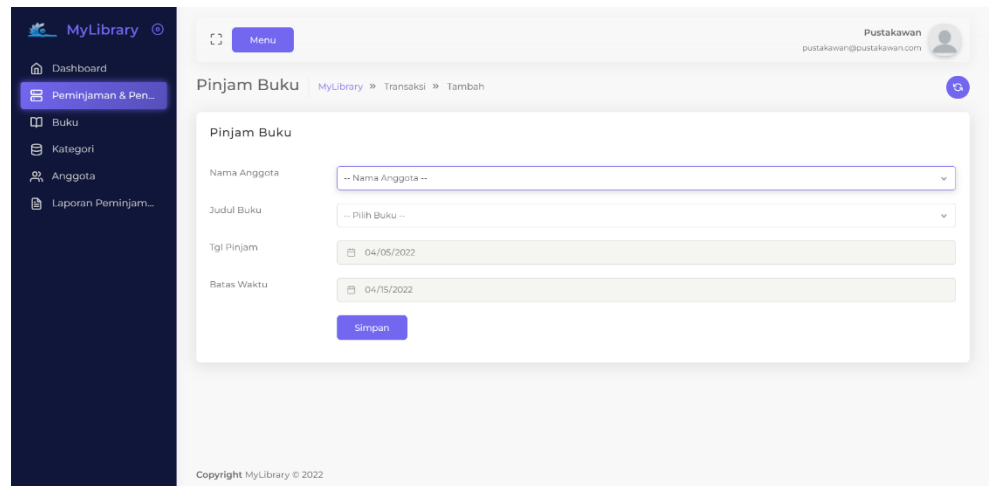 MyLibrary
Dashboard
Peminjaman & Pen...
Buku
Kategori
Anggota
Laporan Peminjam...
Menu
Pustakawan
pustakawan@pustakawan.com
Pinjam Buku
MyLibrary » Transaksi » Tambah
Pinjam Buku
Nama Anggota
-- Nama Anggota --
Judul Buku
-- Pilih Buku --
Tgl Pinjam
04/05/2022
Batas Waktu
04/15/2022
Simpan
Copyright MyLibrary © 2022